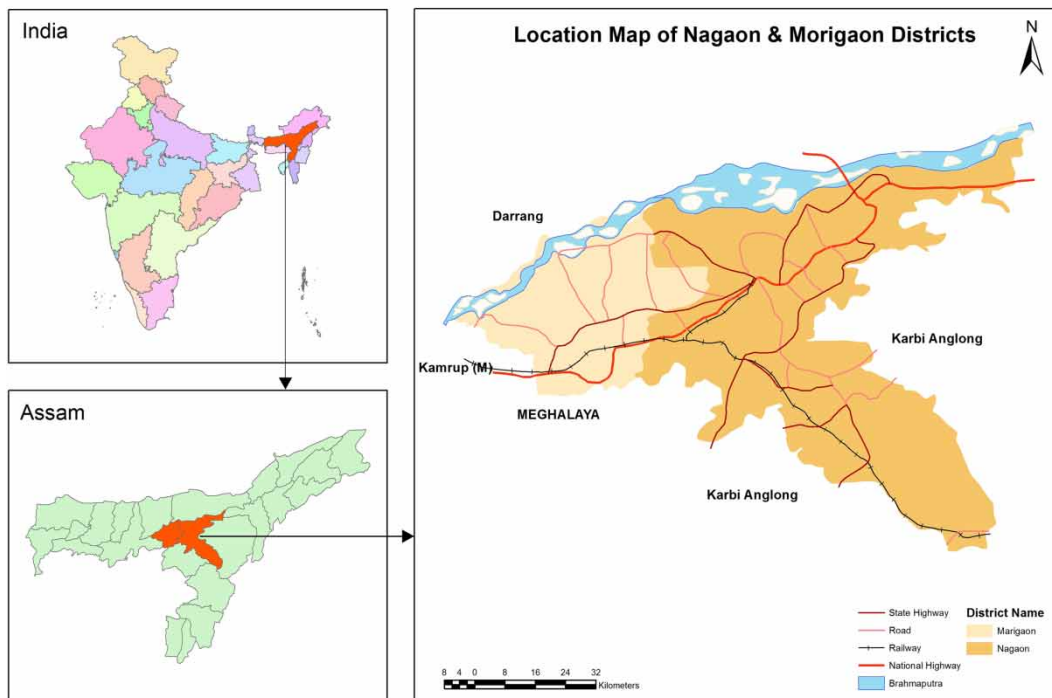 India
Assam
Location Map of Nagaon & Morigaon Districts
N
Darrang
Karbi Anglong
Kamrup (M)
MEGHALAYA
Karbi Anglong
State Highway
Road
Railway
National Highway
Brahmaputra
District Name
Marigaon
Nagaon
8 4 0 8 16 24 32
Kilometers